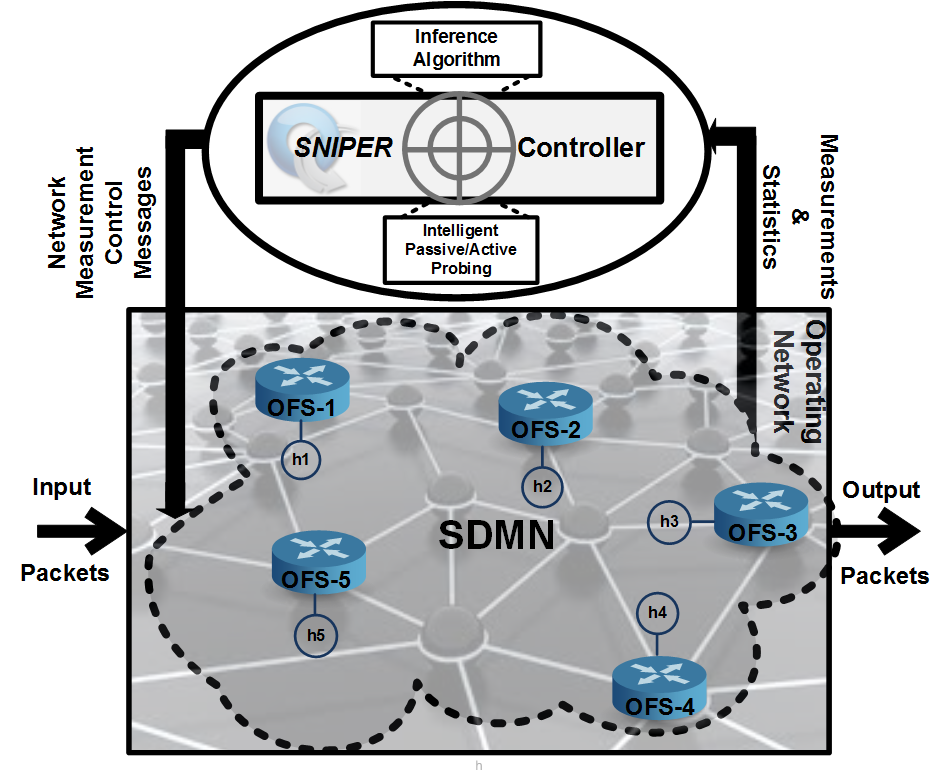 Inference
Algorithm
SNIPER
Controller
Intelligent
Passive/Active
Probing
Network
Measurement
Control
Messages
Measurements
&
Statistics
Operating
Network
OFS-1
h1
OFS-2
h2
Input
Packets
SDMN
h3
OFS-3
Output
Packets
OFS-5
h5
h4
OFS-4
h